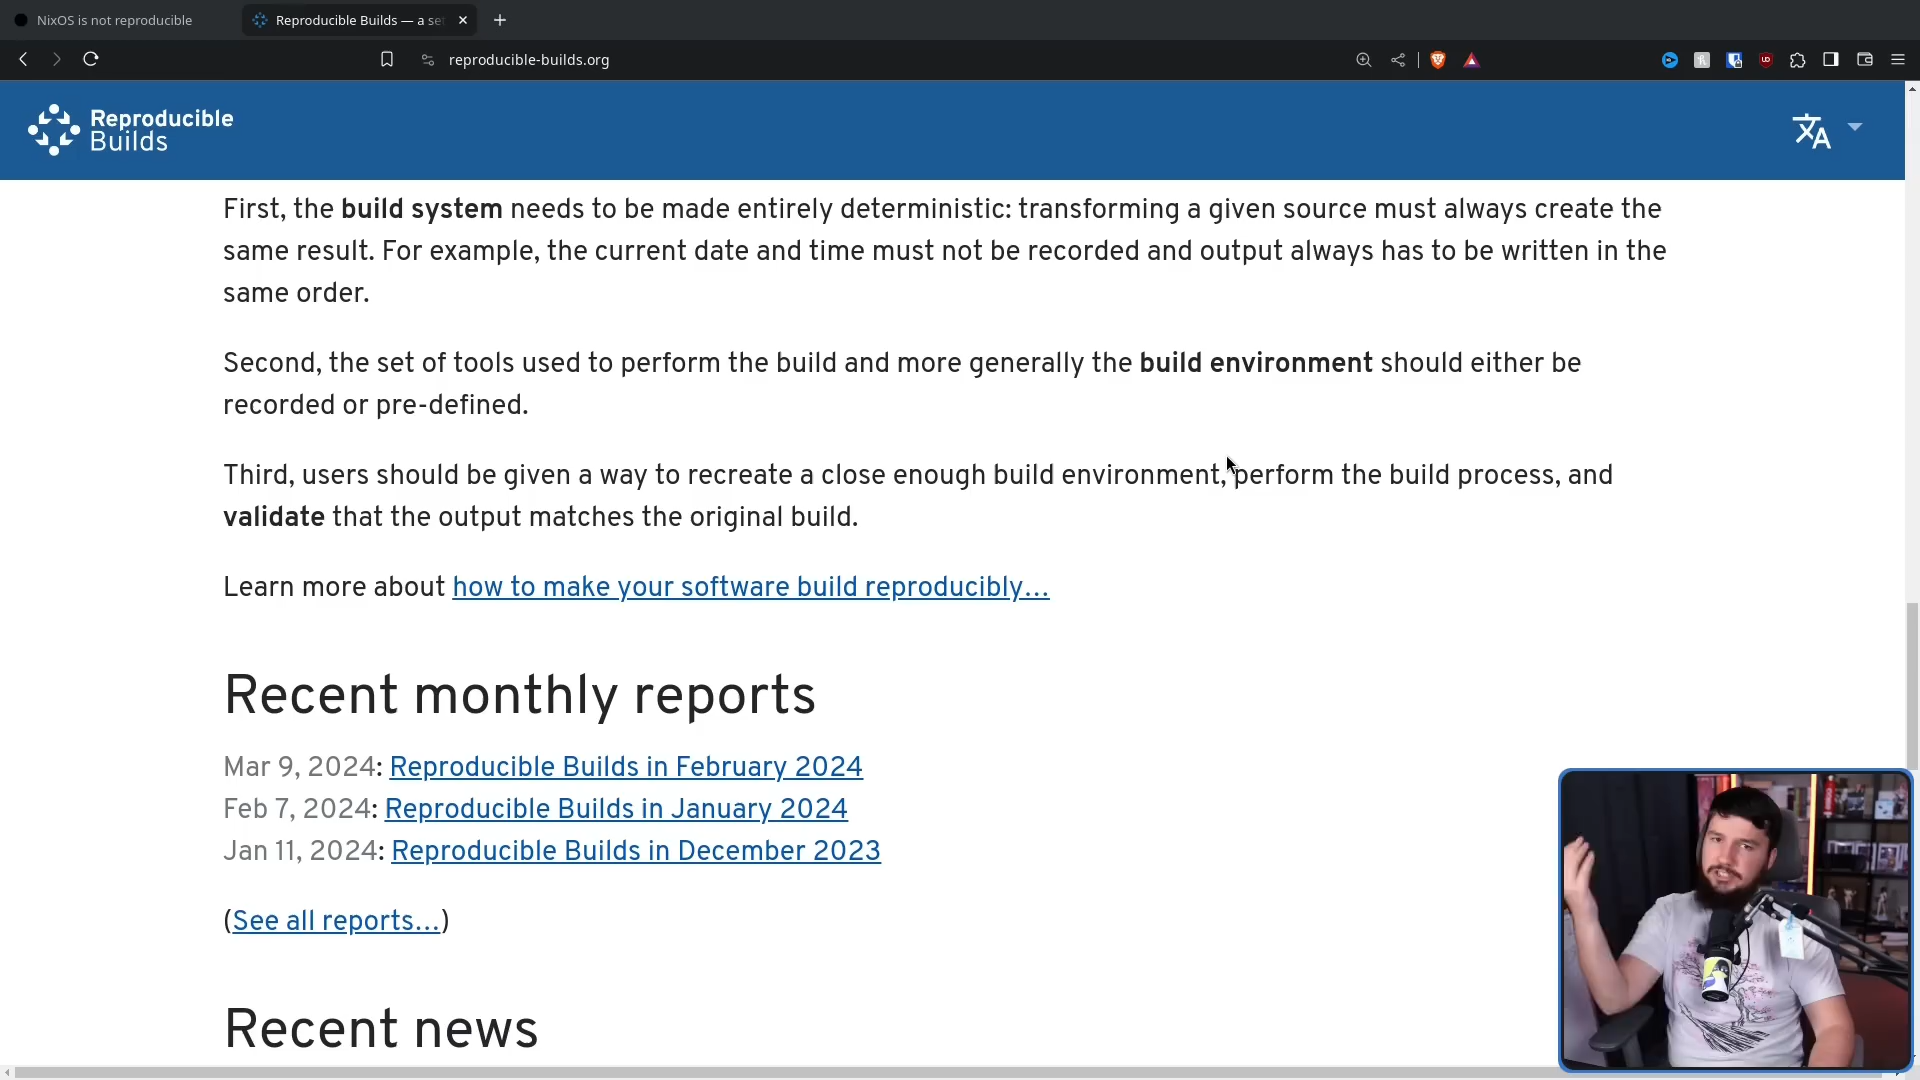 NixOS is not reproducible
Reproducible Builds — a set
reproducible-builds.org
Reproducible
Builds
First, the build system needs to be made entirely deterministic: transforming a given source must always create the
same result. For example, the current date and time must not be recorded and output always has to be written in the
same order.
Second, the set of tools used to perform the build and more generally the build environment should either be
recorded or pre-defined.
Third, users should be given a way to recreate a close enough build environment, perform the build process, and
validate that the output matches the original build.
Learn more about how to make your software build reproducibly…
Recent monthly reports
Mar 9, 2024: Reproducible Builds in February 2024
Feb 7, 2024: Reproducible Builds in January 2024
Jan 11, 2024: Reproducible Builds in December 2023
(See all reports…)
Recent news